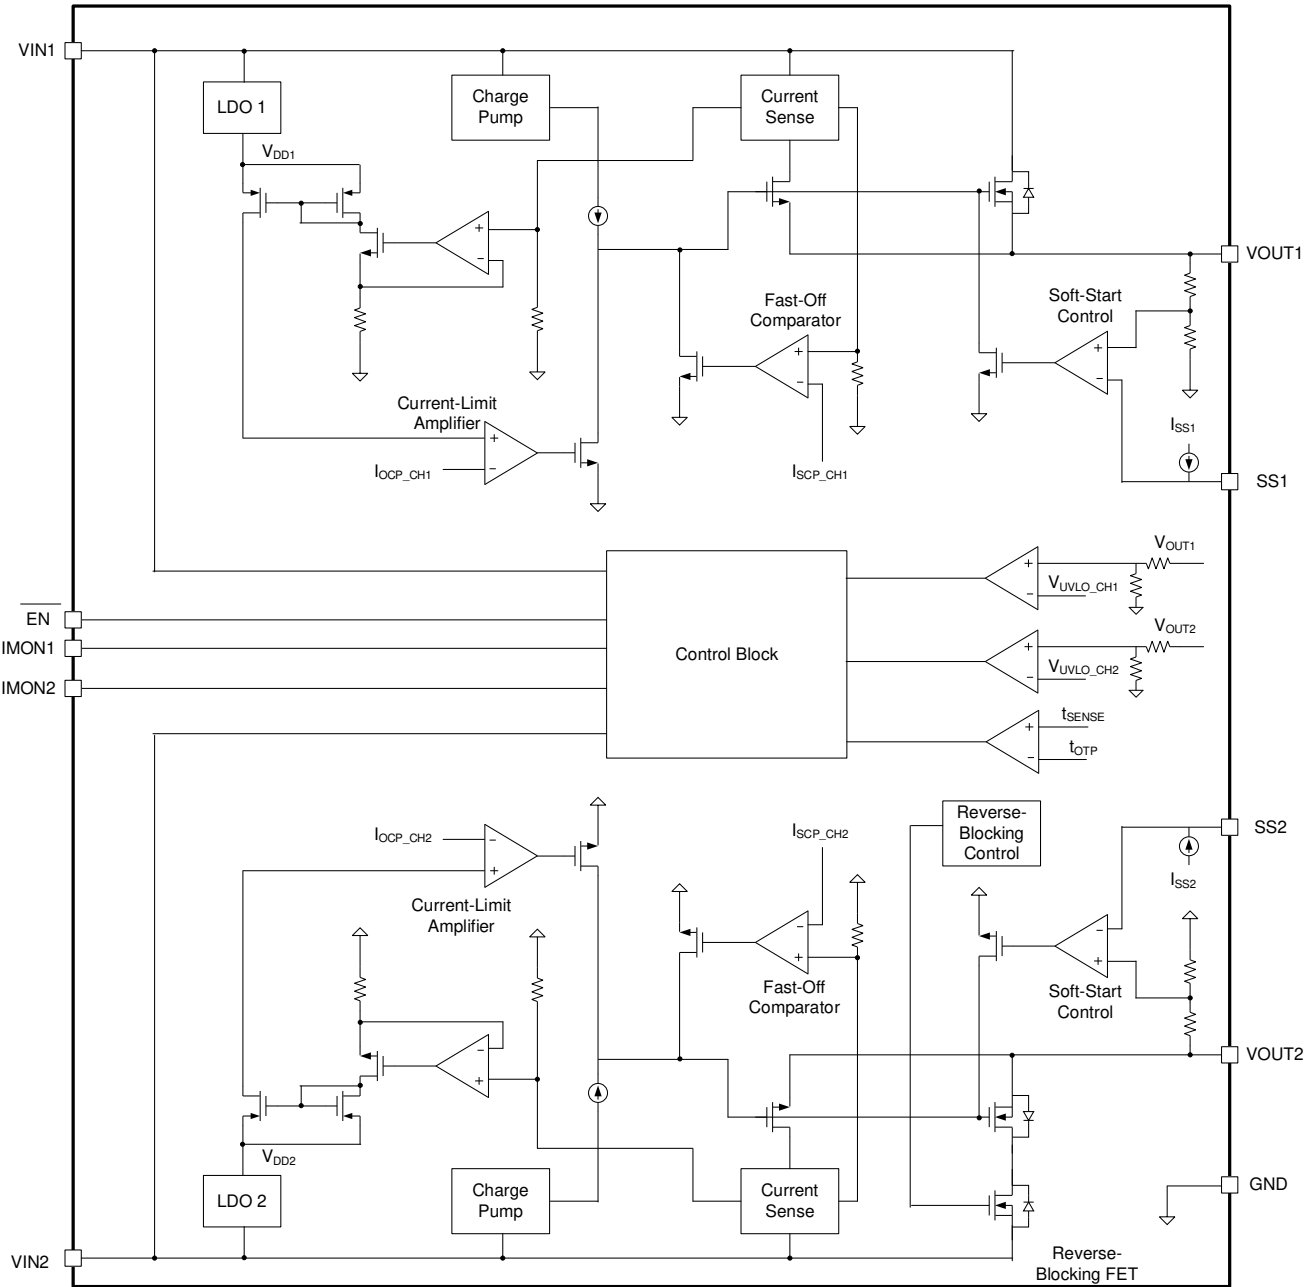 VIN1
LDO 1
Charge
Pump
Current
Sense
VDD1
VOUT1
Fast-Off
Comparator
Soft-Start
Control
Current-Limit
Amplifier
IOCP_CH1
ISCP_CH1
ISS1
SS1
+
-
+
-
+
-
+
-
EN
IMON1
IMON2
Control Block
VOUT1
+
VUVLO_CH1
-
VOUT2
+
VUVLO_CH2
-
tSENSE
+
tOTP
-
IOCP_CH2
-
+
Current-Limit
Amplifier
ISCP_CH2
-
+
Fast-Off
Comparator
Reverse-
Blocking
Control
SS2
ISS2
-
+
Soft-Start
Control
-
+
VOUT2
VDD2
LDO 2
Charge
Pump
Current
Sense
GND
VIN2
Reverse-
Blocking FET